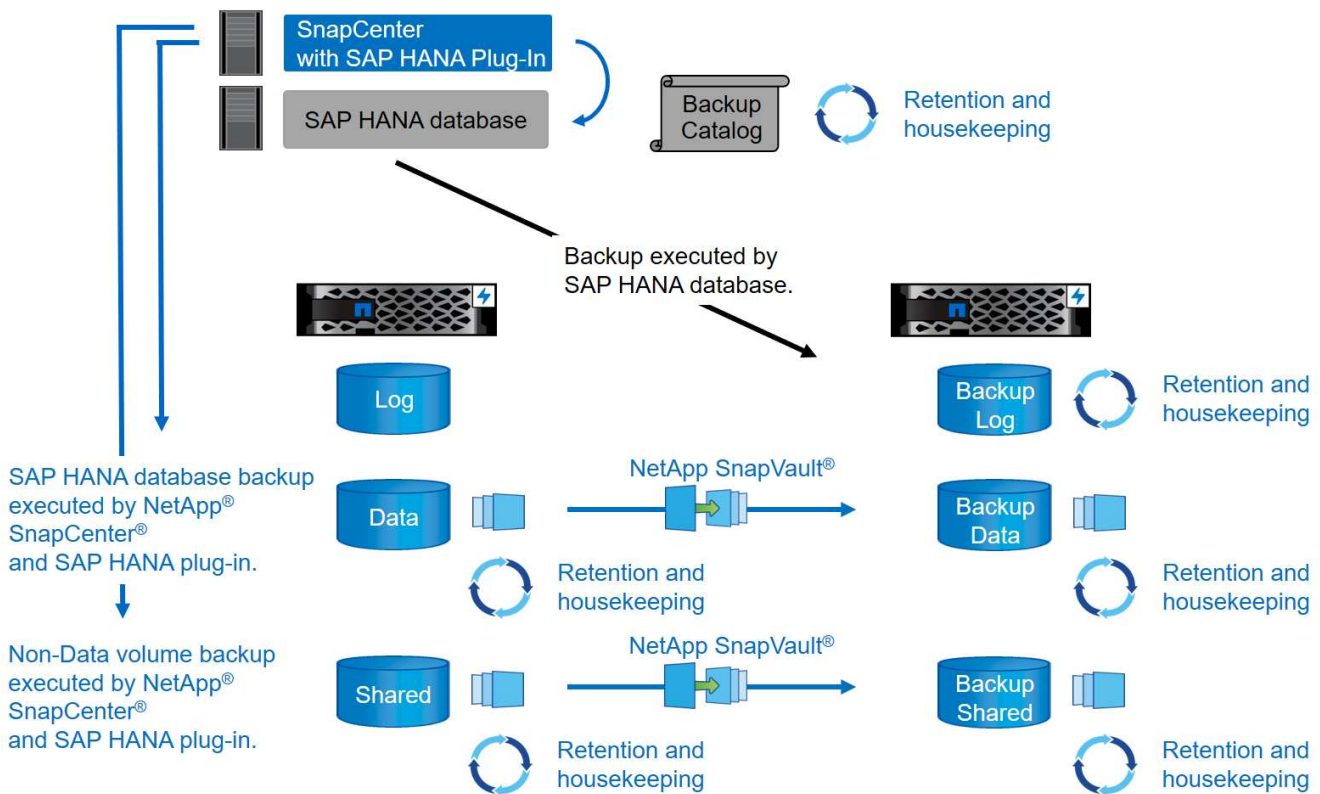 SnapCenter
with SAP HANA Plug-In
SAP HANA database
Backup
Catalog
Retention and
housekeeping
Backup executed by
SAP HANA database.
Log
Backup
Log
Retention and
housekeeping
SAP HANA database backup
executed by NetApp®
SnapCenter®
and SAP HANA plug-in.
Data
NetApp SnapVault®
Backup
Data
Retention and
housekeeping
Retention and
housekeeping
Non-Data volume backup
executed by NetApp®
SnapCenter®
and SAP HANA plug-in.
Shared
NetApp SnapVault®
Backup
Shared
Retention and
housekeeping
Retention and
housekeeping